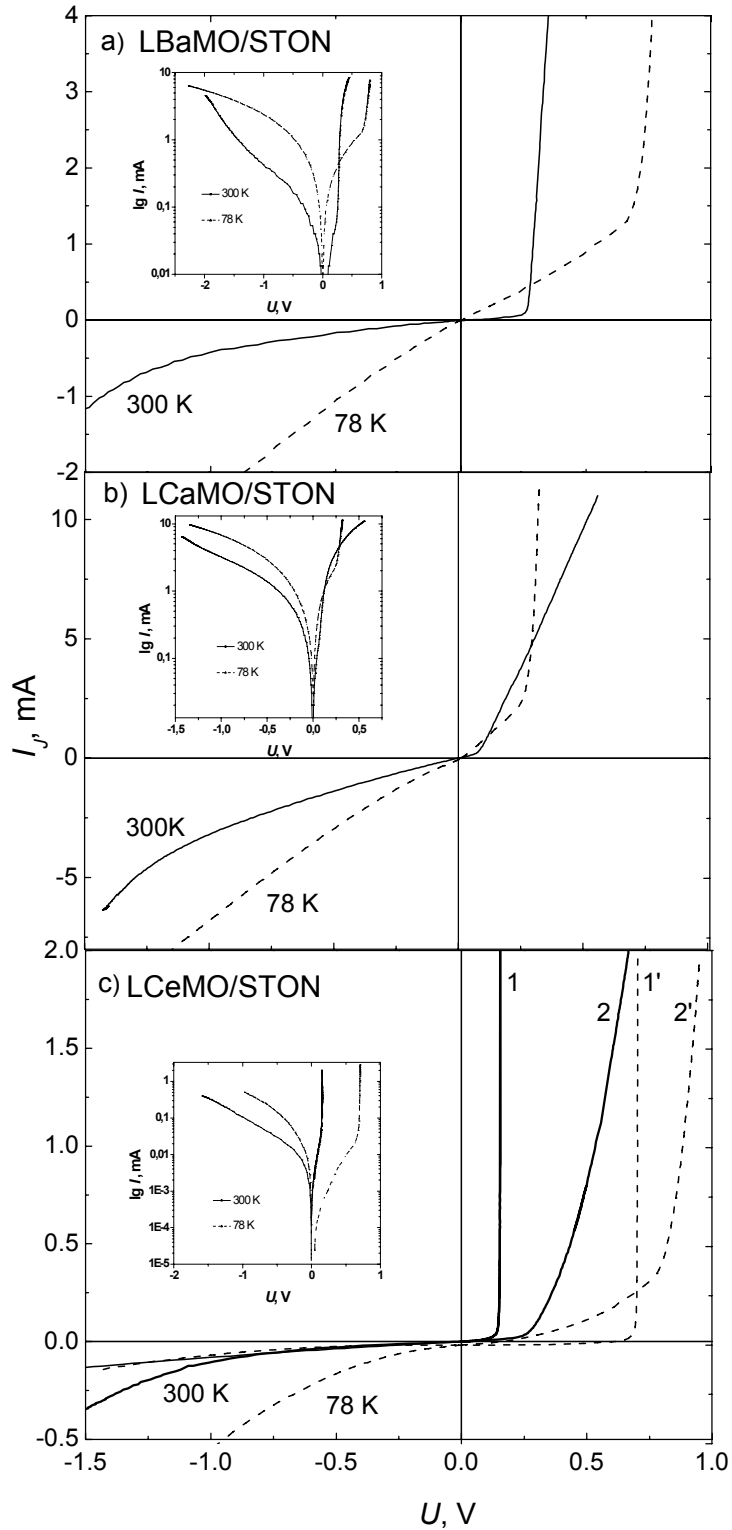 a) LBaMO/STON
4
3
2
1
0
-1
-2
lg I, mA
10
1
0,1
0,01
300 K
78 K
-2
-1
0
1
U, V
300 K
78 K
b) LCaMO/STON
10
5
0
-5
I_J, mA
lg I, mA
10
1
0,1
300 K
78 K
-1,5
-1,0
-0,5
0,0
0,5
U, V
300K
78 K
c) LCeMO/STON
2.0
1.5
1.0
0.5
0.0
-0.5
lg I, mA
1
0,1
0,01
1E-3
1E-4
1E-5
300 K
78 K
-2
-1
0
1
U, V
1
2
1'
2'
300 K
78 K
-1.5
-1.0
-0.5
0.0
0.5
1.0
U, V